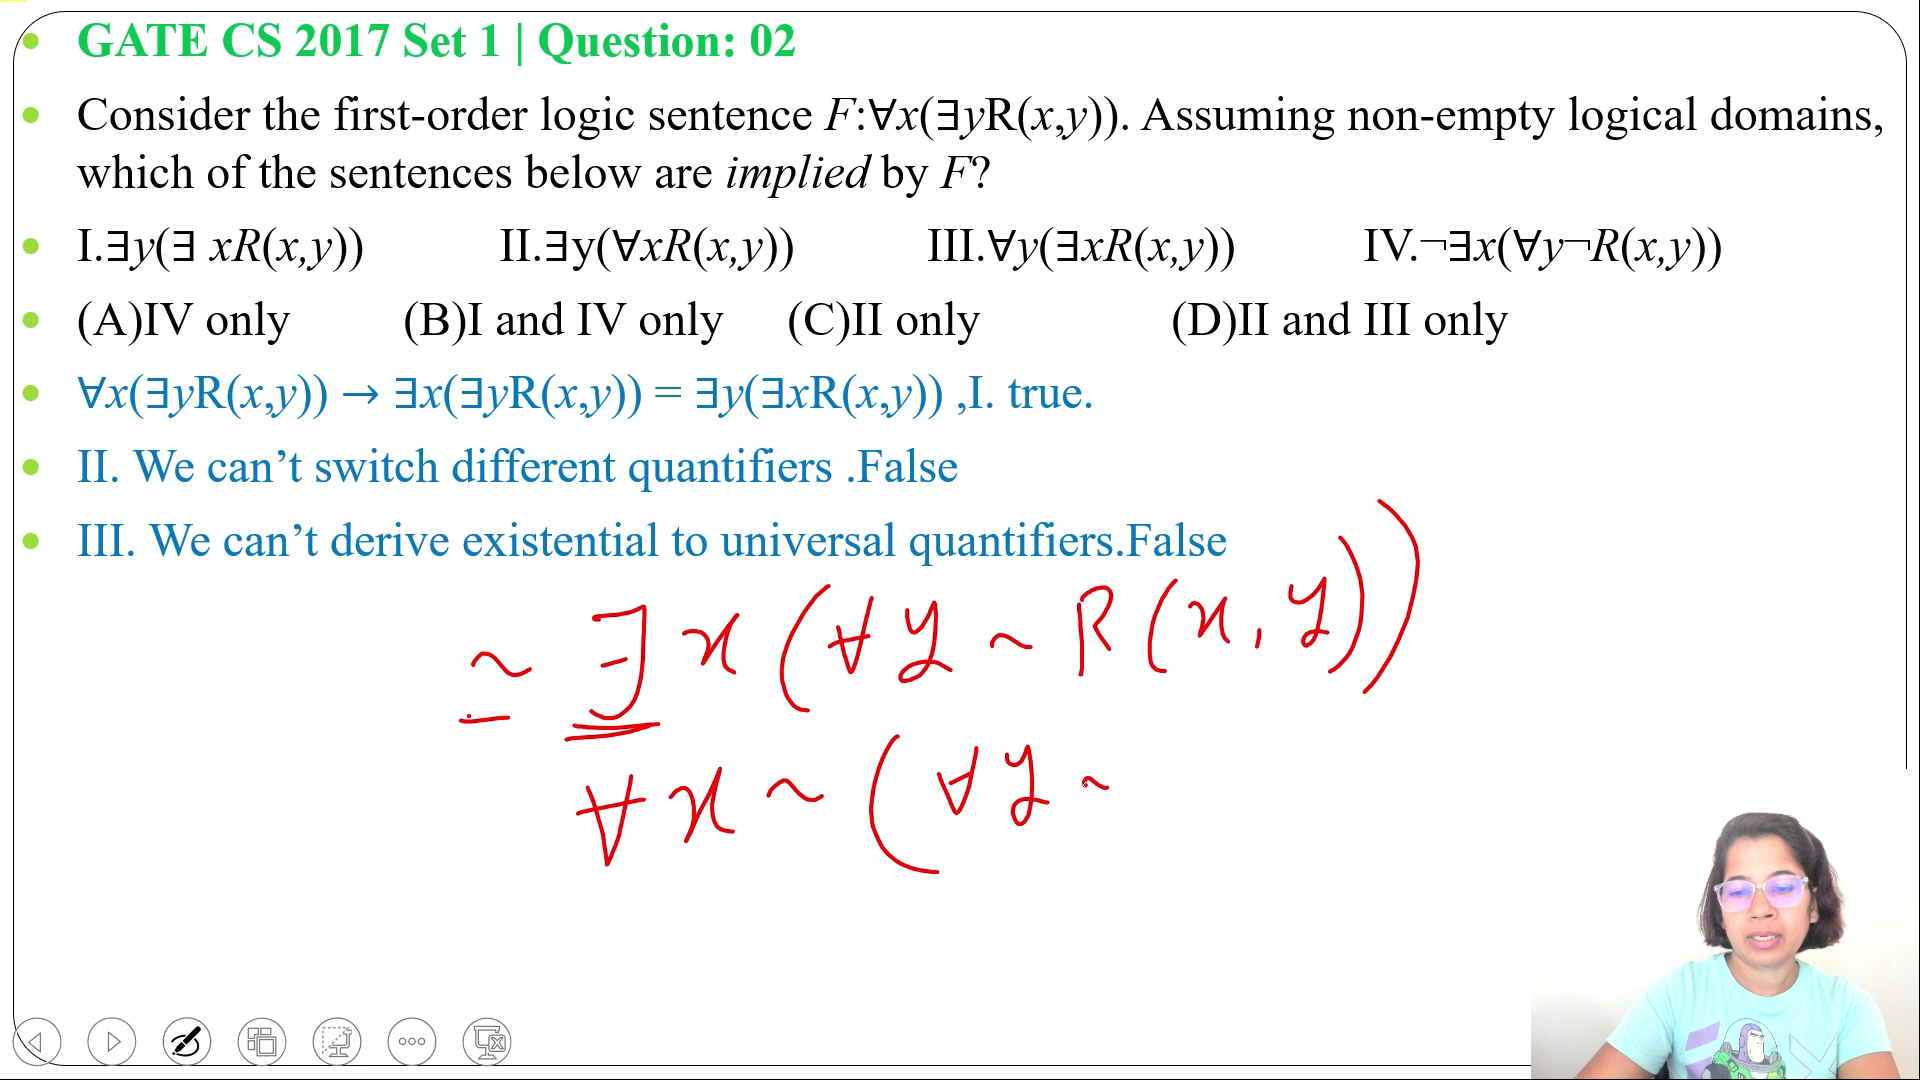 GATE CS 2017 Set 1 | Question: 02
Consider the first-order logic sentence F:∀x(∃yR(x,y)). Assuming non-empty logical domains,
which of the sentences below are implied by F?
I.∃y(∃ xR(x,y)) II.∃y(∀xR(x,y)) III.∀y(∃xR(x,y)) IV.¬∃x(∀y¬R(x,y))
(A)IV only (B)I and IV only (C)II only (D)II and III only
∀x(∃yR(x,y)) → ∃x(∃yR(x,y)) = ∃y(∃xR(x,y)) ,I. true.
II. We can’t switch different quantifiers .False
III. We can’t derive existential to universal quantifiers.False
~ ∃ x (∀ y ~ R (x, y))
∀ x ~ (∀ y ~